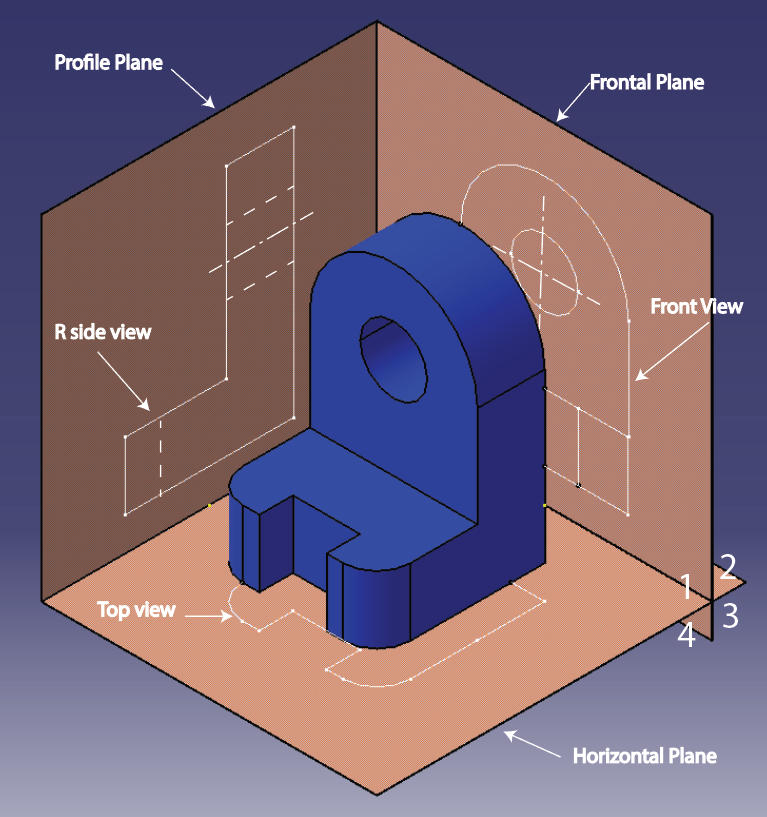 Profile Plane
Frontal Plane
Front View
R side view
2
1
3
4
Top view
Horizontal Plane